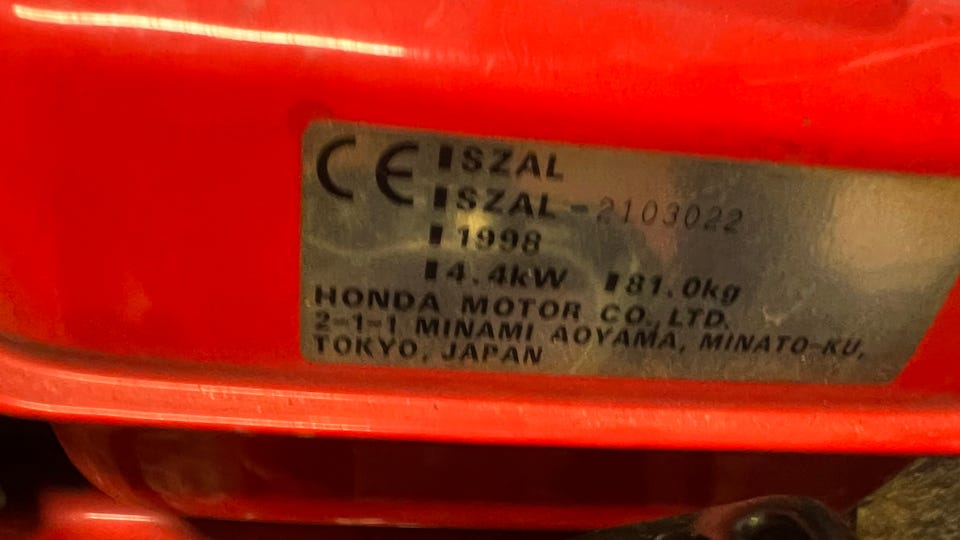 CE ▮SZAL
▮SZAL-2103022
▮1998
▮4.4kW ▮81.0kg
HONDA MOTOR CO., LTD.
2-1-1 MINAMI AOYAMA, MINATO-KU,
TOKYO, JAPAN